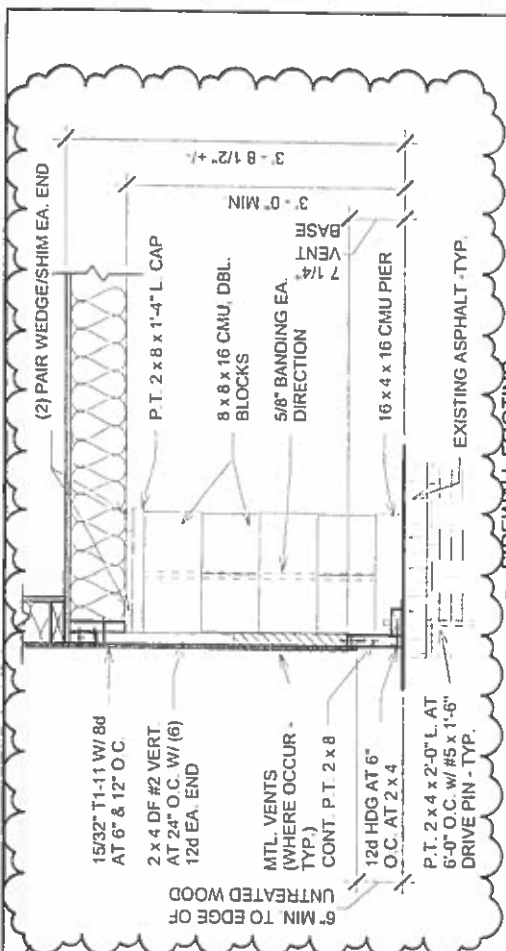 (2) PAIR WEDGE/SHIM EA. END
15/32" T1-11 W/ 8d
AT 6" & 12" O.C.
2 x 4 DF #2 VERT.
AT 24" O.C. W/ (6)
12d EA. END
MTL. VENTS
(WHERE OCCUR -
TYP.)
CONT. P.T. 2 x 8
12d HDG AT 6"
O.C. AT 2 x 4
P.T. 2 x 4 x 2'-0" L. AT
6'-0" O.C. w/ #5 x 1'-6"
DRIVE PIN - TYP.
6" MIN. TO EDGE OF
UNTREATED WOOD
P.T. 2 x 8 x 1'-4" L. CAP
8 x 8 x 16 CMU, DBL.
BLOCKS
5/8" BANDING EA.
DIRECTION
16 x 4 x 16 CMU PIER
EXISTING ASPHALT -TYP.
7 1/4"
VENT
BASE
3' - 0" MIN.
3' - 8 1/2" +/-